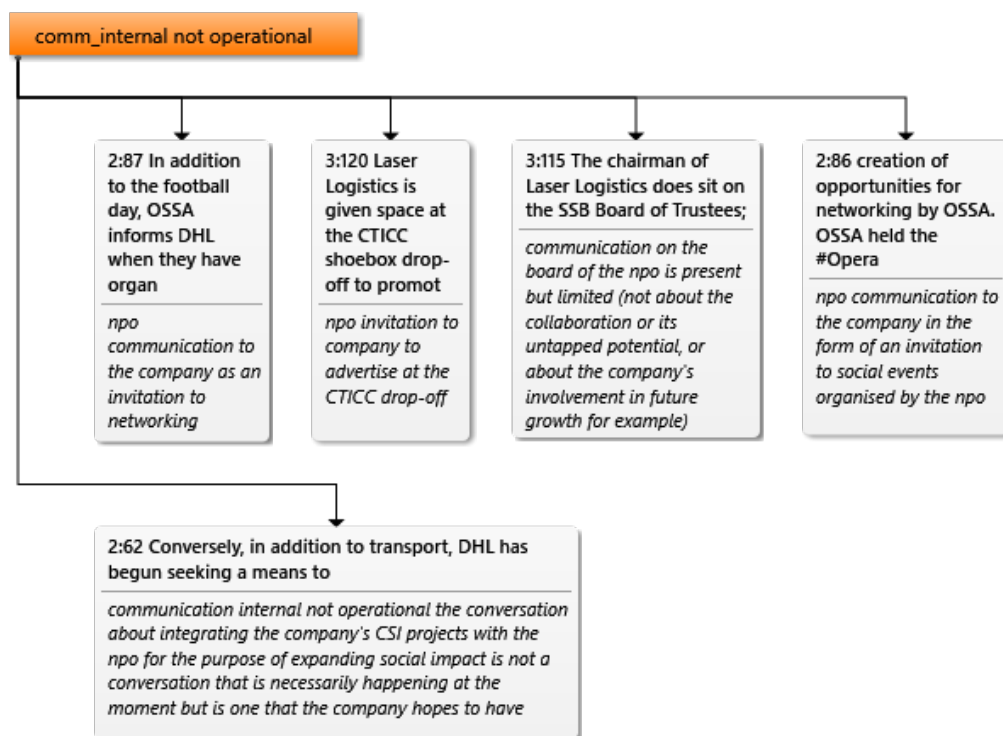 comm_internal not operational
2:87 In addition
to the football
day, OSSA
informs DHL
when they have
organ
npo
communication to
the company as an
invitation to
networking
3:120 Laser
Logistics is
given space at
the CTICC
shoebox drop-
off to promot
npo invitation to
company to
advertise at the
CTICC drop-off
3:115 The chairman of
Laser Logistics does sit on
the SSB Board of Trustees;
communication on the
board of the npo is present
but limited (not about the
collaboration or its
untapped potential, or
about the company's
involvement in future
growth for example)
2:86 creation of
opportunities for
networking by OSSA.
OSSA held the
#Opera
npo communication to
the company in the
form of an invitation
to social events
organised by the npo
2:62 Conversely, in addition to transport, DHL has
begun seeking a means to
communication internal not operational the conversation
about integrating the company's CSI projects with the
npo for the purpose of expanding social impact is not a
conversation that is necessarily happening at the
moment but is one that the company hopes to have